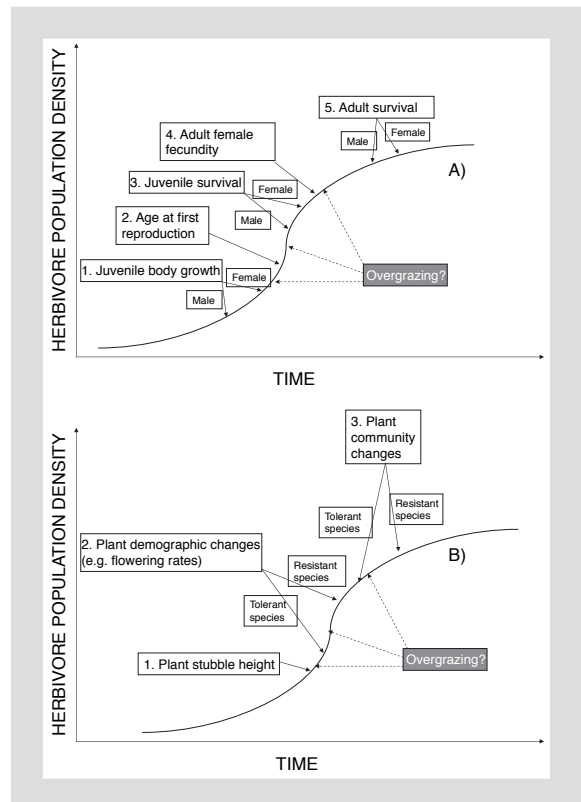 HERBIVORE POPULATION DENSITY
5. Adult survival
Male
Female
4. Adult female
fecundity
A)
3. Juvenile survival
Female
Male
2. Age at first
reproduction
1. Juvenile body growth
Female
Male
Overgrazing?
TIME
HERBIVORE POPULATION DENSITY
3. Plant
community
changes
Resistant
species
Tolerant
species
B)
2. Plant demographic changes
(e.g. flowering rates)
Resistant
species
Tolerant
species
1. Plant stubble height
Overgrazing?
TIME